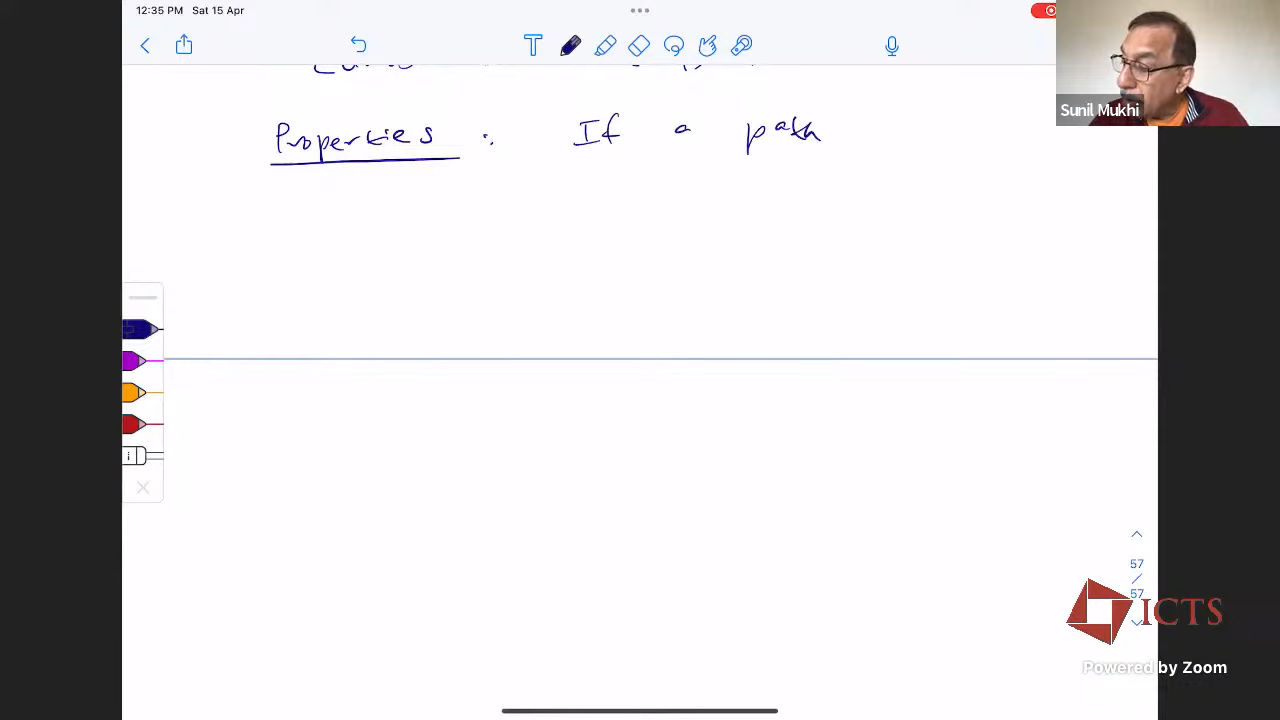 12:35 PM Sat 15 Apr
T
Sunil Mukhi
Properties : If a path
i
57
/
57
ICTS
Powered by Zoom